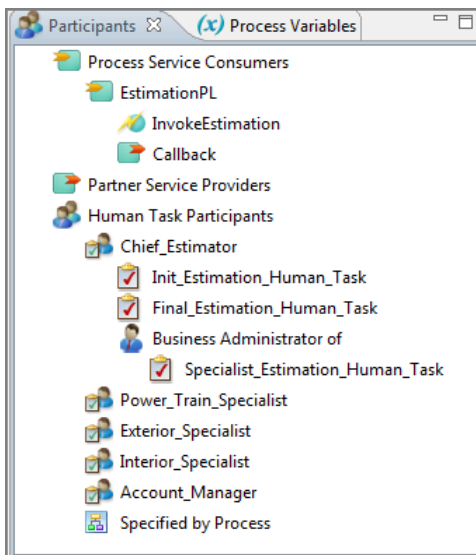 Participants (x) Process Variables
Process Service Consumers
EstimationPL
InvokeEstimation
Callback
Partner Service Providers
Human Task Participants
Chief_Estimator
Init_Estimation_Human_Task
Final_Estimation_Human_Task
Business Administrator of
Specialist_Estimation_Human_Task
Power_Train_Specialist
Exterior_Specialist
Interior_Specialist
Account_Manager
Specified by Process